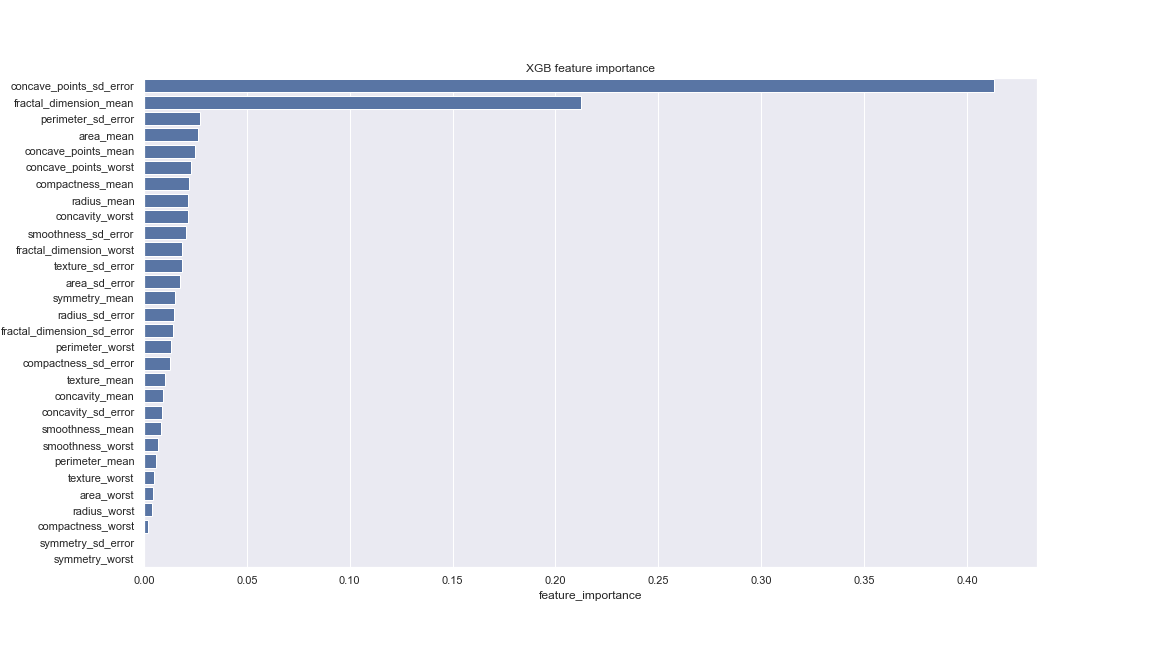 XGB feature importance
concave_points_sd_error
fractal_dimension_mean
perimeter_sd_error
area_mean
concave_points_mean
concave_points_worst
compactness_mean
radius_mean
concavity_worst
smoothness_sd_error
fractal_dimension_worst
texture_sd_error
area_sd_error
symmetry_mean
radius_sd_error
fractal_dimension_sd_error
perimeter_worst
compactness_sd_error
texture_mean
concavity_mean
concavity_sd_error
smoothness_mean
smoothness_worst
perimeter_mean
texture_worst
area_worst
radius_worst
compactness_worst
symmetry_sd_error
symmetry_worst
0.00 0.05 0.10 0.15 0.20 0.25 0.30 0.35 0.40
feature_importance